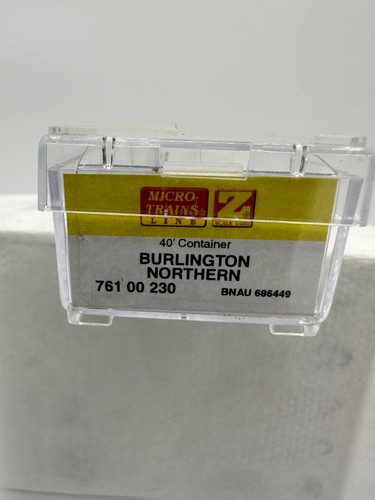 MICRO-
TRAINS®
LINE
Z
40' Container
BURLINGTON
NORTHERN
761 00 230
BNAU 686449